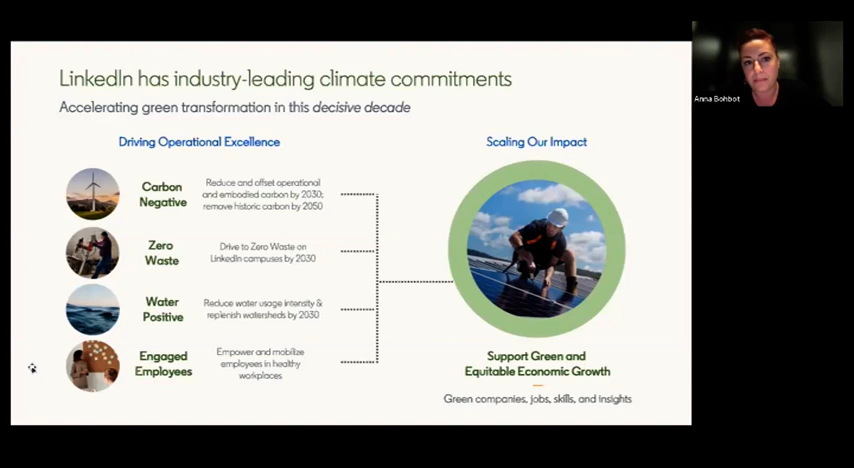 LinkedIn has industry-leading climate commitments
Accelerating green transformation in this decisive decade
Driving Operational Excellence
Carbon
Negative
Reduce and offset operational
and embodied carbon by 2030;
remove historic carbon by 2050
Zero
Waste
Drive to Zero Waste on
LinkedIn campuses by 2030
Water
Positive
Reduce water usage intensity &
replenish watersheds by 2030
Engaged
Employees
Empower and mobilize
employees in healthy
workplaces
Scaling Our Impact
Support Green and
Equitable Economic Growth
Green companies, jobs, skills, and insights
Anna Bohbot